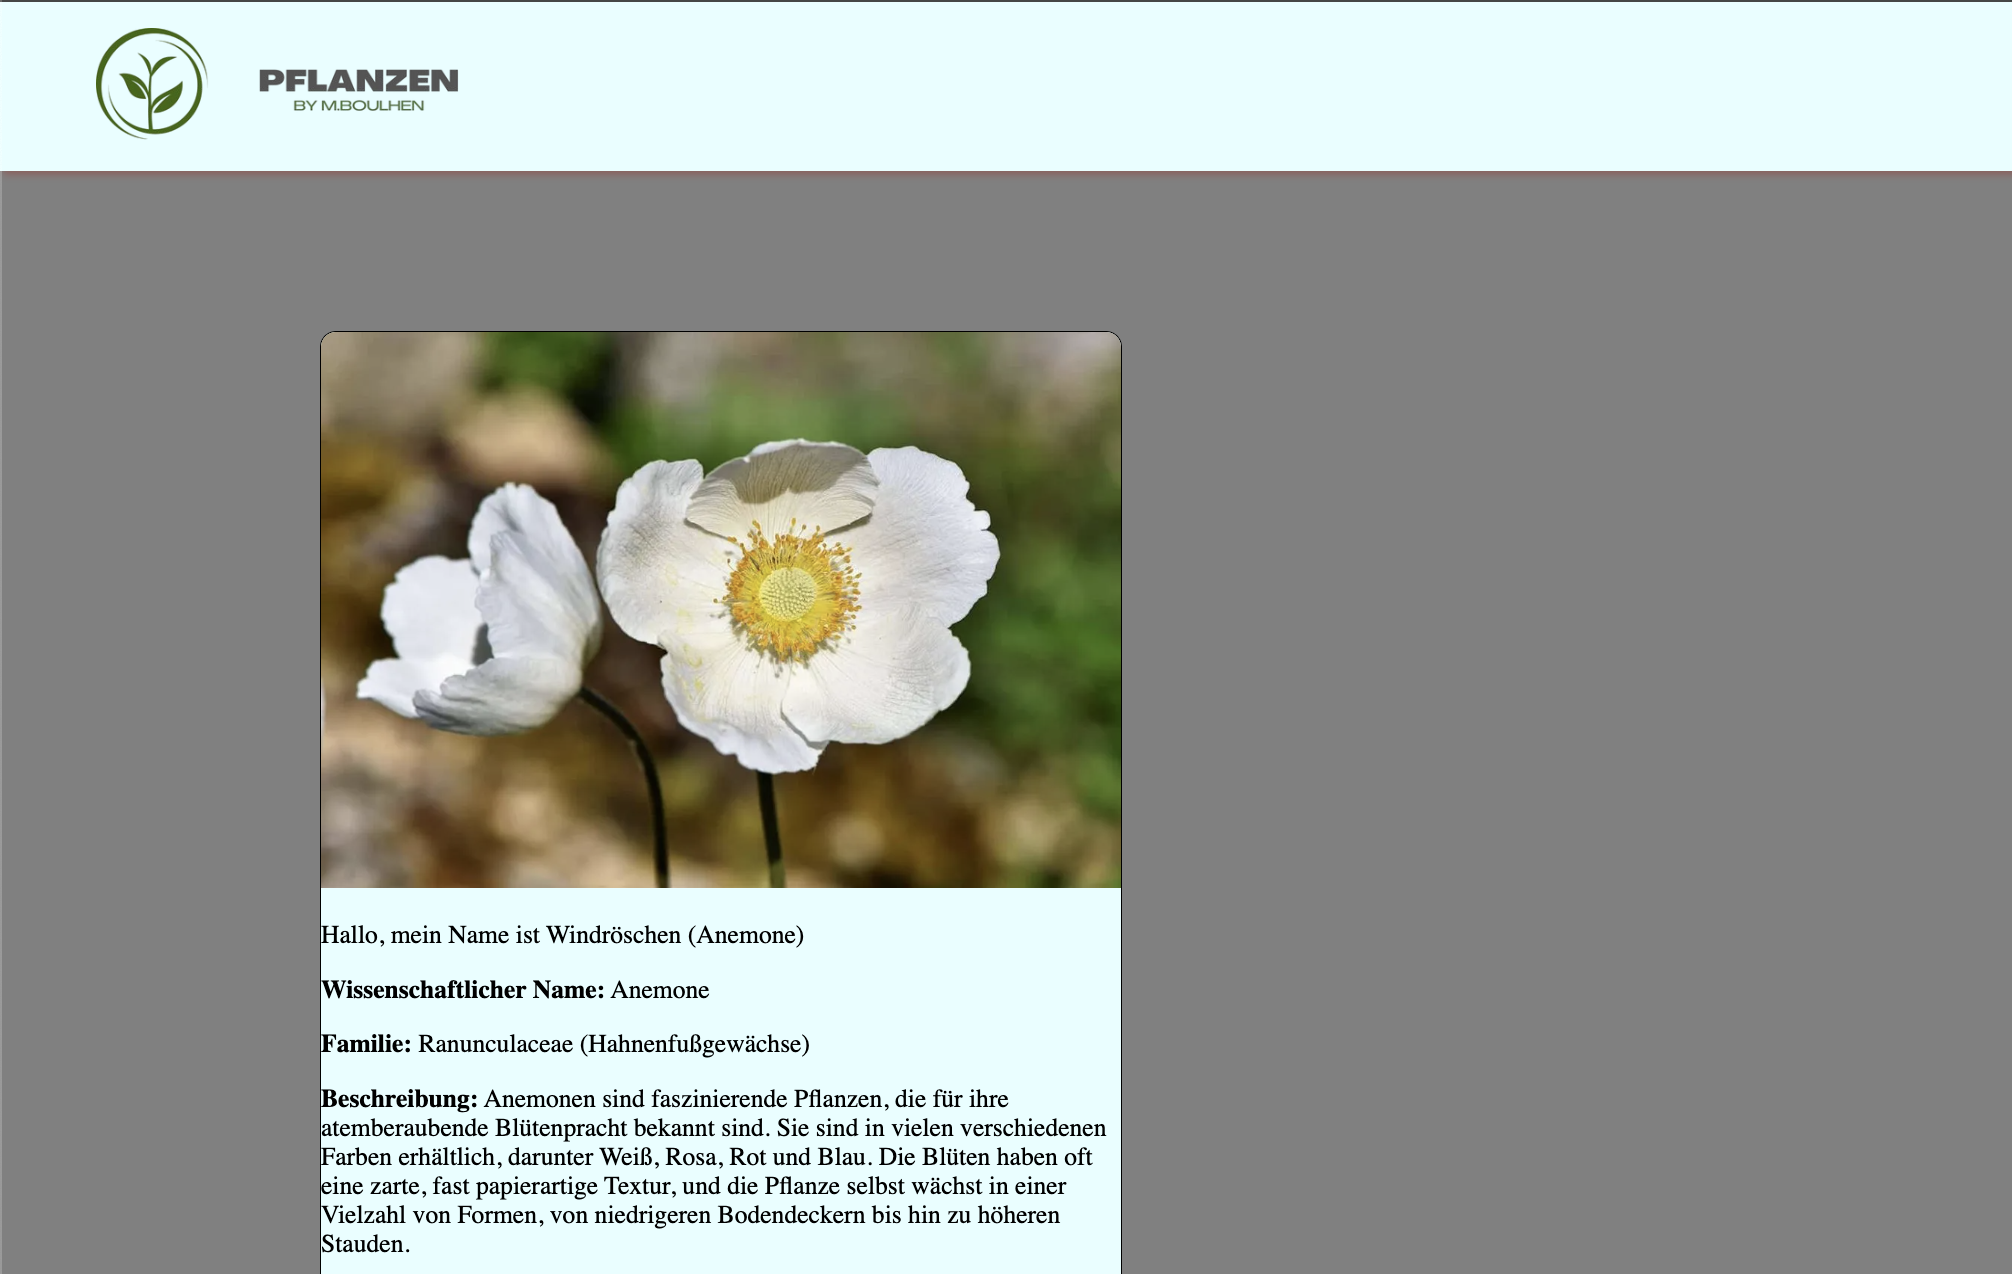 PFLANZEN
BY M.BOULHEN
Hallo, mein Name ist Windröschen (Anemone)
Wissenschaftlicher Name: Anemone
Familie: Ranunculaceae (Hahnenfußgewächse)
Beschreibung: Anemonen sind faszinierende Pflanzen, die für ihre
atemberaubende Blütenpracht bekannt sind. Sie sind in vielen verschiedenen
Farben erhältlich, darunter Weiß, Rosa, Rot und Blau. Die Blüten haben oft
eine zarte, fast papierartige Textur, und die Pflanze selbst wächst in einer
Vielzahl von Formen, von niedrigeren Bodendeckern bis hin zu höheren
Stauden.